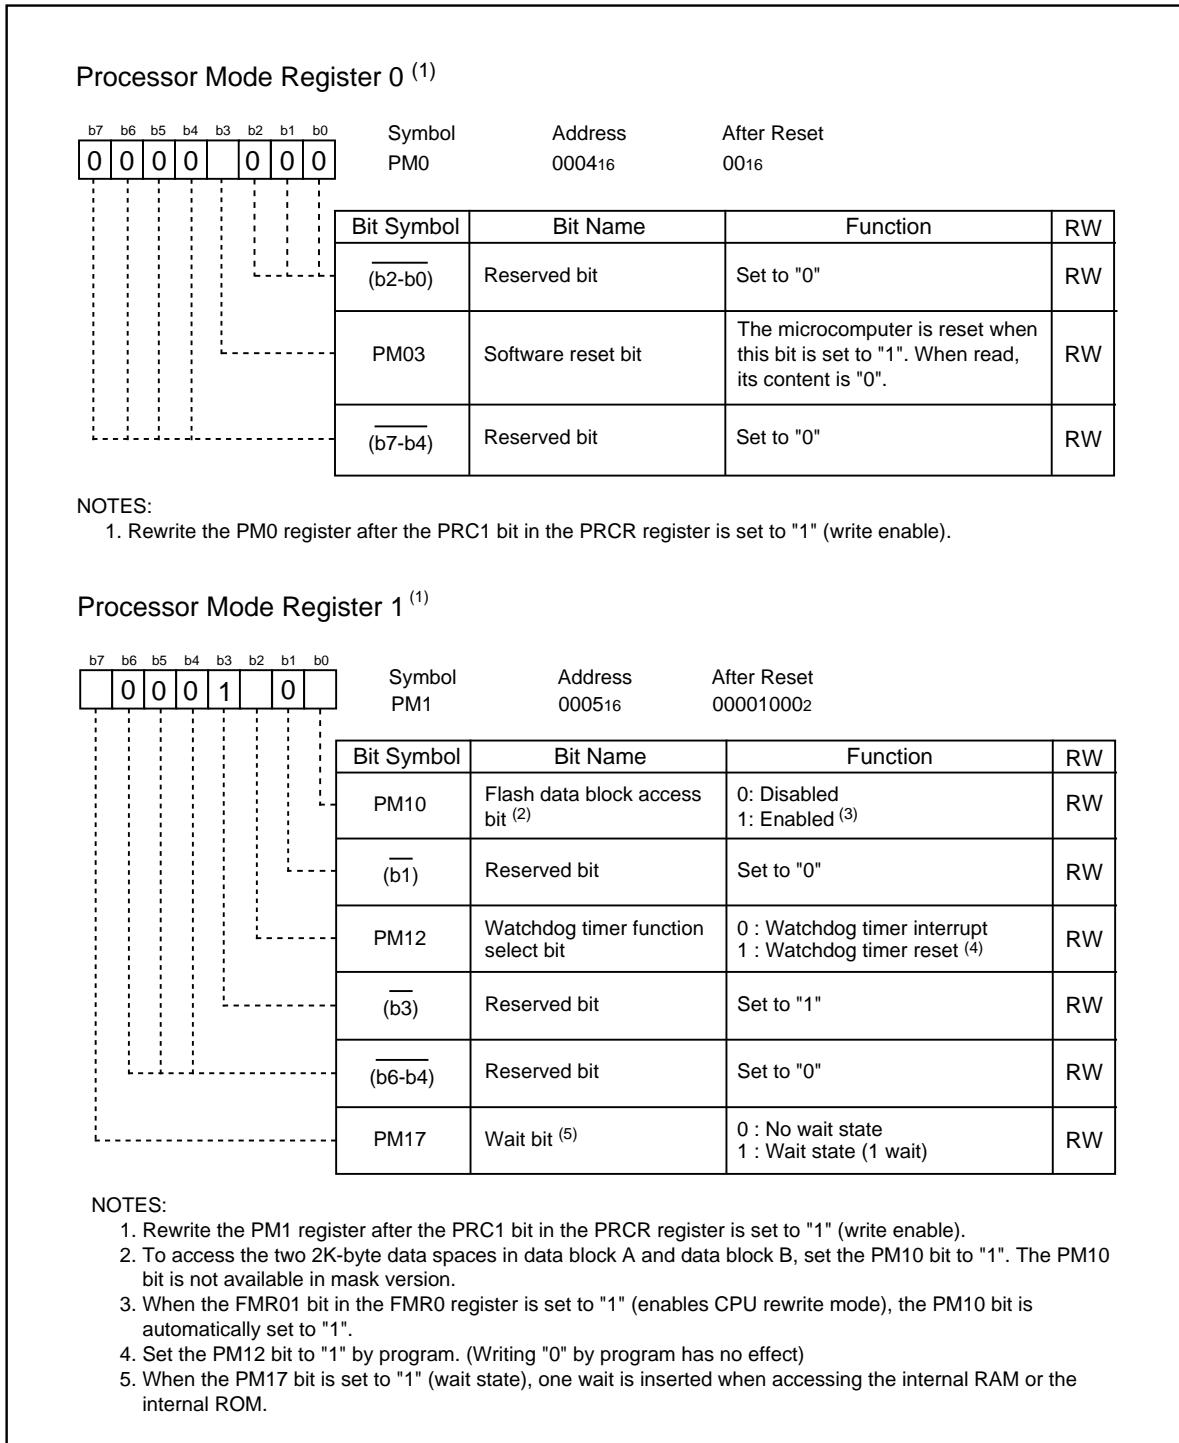 Processor Mode Register 0 (1)
b7 b6 b5 b4 b3 b2 b1 b0 Symbol Address After Reset
0 0 0 0 0 0 0 PM0 000416 0016
Bit Symbol Bit Name Function RW
(b2-b0) Reserved bit Set to "0" RW
PM03 Software reset bit The microcomputer is reset when
this bit is set to "1". When read,
its content is "0". RW
(b7-b4) Reserved bit Set to "0" RW
NOTES:
1. Rewrite the PM0 register after the PRC1 bit in the PRCR register is set to "1" (write enable).
Processor Mode Register 1 (1)
b7 b6 b5 b4 b3 b2 b1 b0 Symbol Address After Reset
0 0 0 1 0 PM1 000516 000010002
Bit Symbol Bit Name Function RW
PM10 Flash data block access
bit (2) 0: Disabled
1: Enabled (3) RW
(b1) Reserved bit Set to "0" RW
PM12 Watchdog timer function
select bit 0 : Watchdog timer interrupt
1 : Watchdog timer reset (4) RW
(b3) Reserved bit Set to "1" RW
(b6-b4) Reserved bit Set to "0" RW
PM17 Wait bit (5) 0 : No wait state
1 : Wait state (1 wait) RW
NOTES:
1. Rewrite the PM1 register after the PRC1 bit in the PRCR register is set to "1" (write enable).
2. To access the two 2K-byte data spaces in data block A and data block B, set the PM10 bit to "1". The PM10
bit is not available in mask version.
3. When the FMR01 bit in the FMR0 register is set to "1" (enables CPU rewrite mode), the PM10 bit is
automatically set to "1".
4. Set the PM12 bit to "1" by program. (Writing "0" by program has no effect)
5. When the PM17 bit is set to "1" (wait state), one wait is inserted when accessing the internal RAM or the
internal ROM.